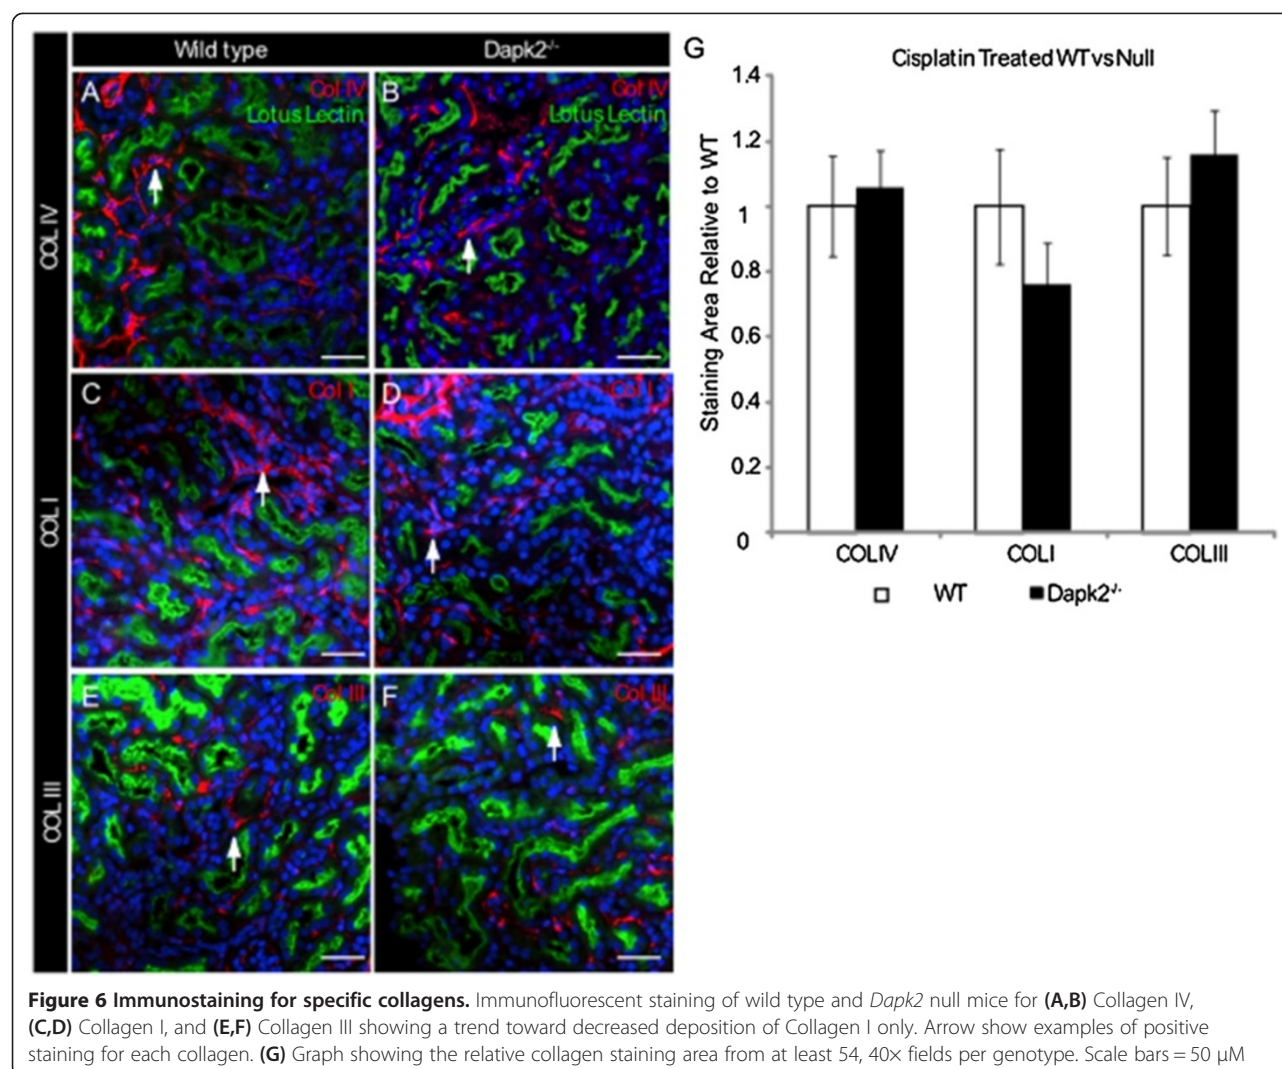 Wild type
Dapk2-/-
COL IV
A
Col IV
Lotus Lectin
B
Col IV
Lotus Lectin
COL I
C
Col I
D
Col I
COL III
E
Col III
F
Col III
G
Cisplatin Treated WT vs Null
Staining Area Relative to WT
1.4
1.2
1
0.8
0.6
0.4
0.2
0
COLIV
COLI
COLIII
WT
Dapk2-/-
Figure 6 Immunostaining for specific collagens. Immunofluorescent staining of wild type and Dapk2 null mice for (A,B) Collagen IV,
(C,D) Collagen I, and (E,F) Collagen III showing a trend toward decreased deposition of Collagen I only. Arrow show examples of positive
staining for each collagen. (G) Graph showing the relative collagen staining area from at least 54, 40× fields per genotype. Scale bars = 50 μM